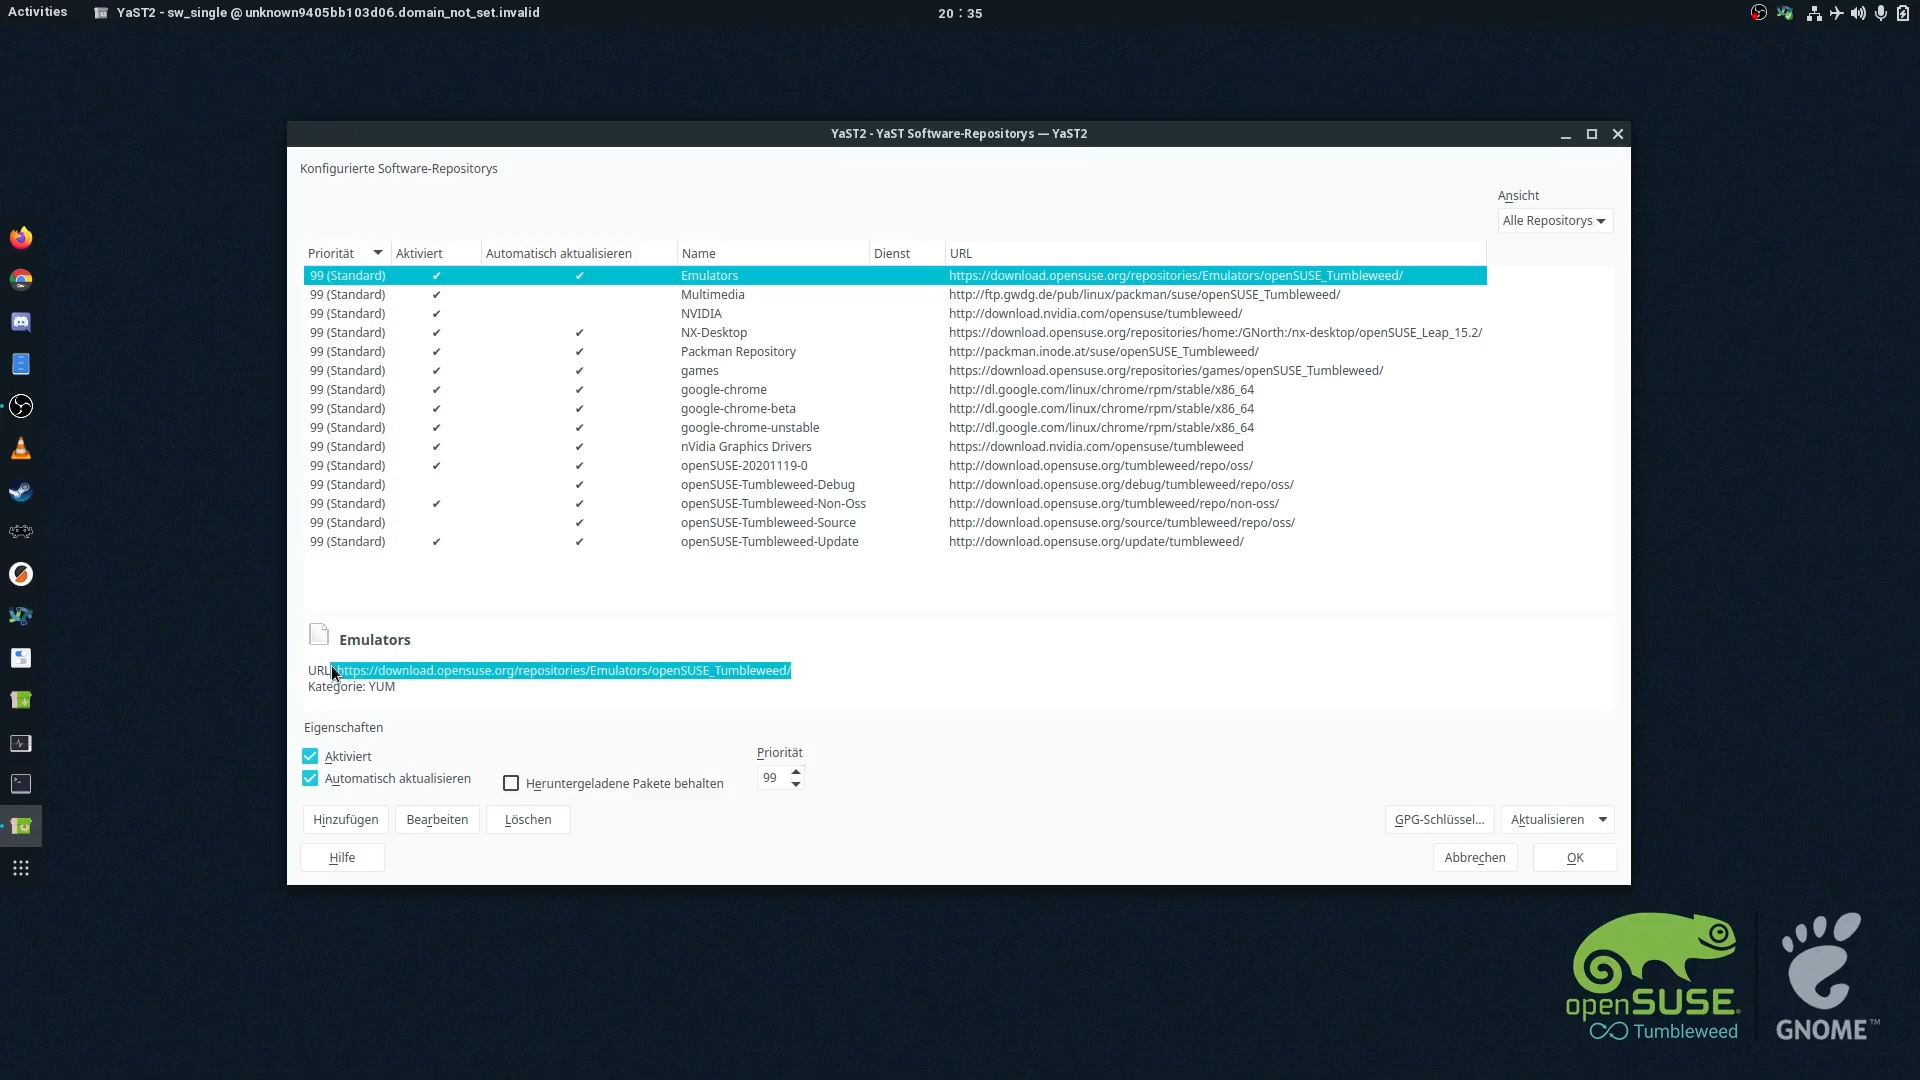 Activities YaST2 - sw_single @ unknown9405bb103d06.domain_not_set.invalid 20 : 35
YaST2 - YaST Software-Repositorys — YaST2
Konfigurierte Software-Repositorys
Ansicht
Alle Repositorys
Priorität Aktiviert Automatisch aktualisieren Name Dienst URL
99 (Standard) ✔ ✔ Emulators https://download.opensuse.org/repositories/Emulators/openSUSE_Tumbleweed/
99 (Standard) ✔ Multimedia http://ftp.gwdg.de/pub/linux/packman/suse/openSUSE_Tumbleweed/
99 (Standard) ✔ NVIDIA http://download.nvidia.com/opensuse/tumbleweed/
99 (Standard) ✔ ✔ NX-Desktop https://download.opensuse.org/repositories/home:/GNorth:/nx-desktop/openSUSE_Leap_15.2/
99 (Standard) ✔ ✔ Packman Repository http://packman.inode.at/suse/openSUSE_Tumbleweed/
99 (Standard) ✔ ✔ games https://download.opensuse.org/repositories/games/openSUSE_Tumbleweed/
99 (Standard) ✔ ✔ google-chrome http://dl.google.com/linux/chrome/rpm/stable/x86_64
99 (Standard) ✔ ✔ google-chrome-beta http://dl.google.com/linux/chrome/rpm/stable/x86_64
99 (Standard) ✔ ✔ google-chrome-unstable http://dl.google.com/linux/chrome/rpm/stable/x86_64
99 (Standard) ✔ ✔ nVidia Graphics Drivers https://download.nvidia.com/opensuse/tumbleweed
99 (Standard) ✔ ✔ openSUSE-20201119-0 http://download.opensuse.org/tumbleweed/repo/oss/
99 (Standard) ✔ openSUSE-Tumbleweed-Debug http://download.opensuse.org/debug/tumbleweed/repo/oss/
99 (Standard) ✔ ✔ openSUSE-Tumbleweed-Non-Oss http://download.opensuse.org/tumbleweed/repo/non-oss/
99 (Standard) ✔ openSUSE-Tumbleweed-Source http://download.opensuse.org/source/tumbleweed/repo/oss/
99 (Standard) ✔ ✔ openSUSE-Tumbleweed-Update http://download.opensuse.org/update/tumbleweed/
Emulators
URL: https://download.opensuse.org/repositories/Emulators/openSUSE_Tumbleweed/
Kategorie: YUM
Eigenschaften
Aktiviert
Automatisch aktualisieren
Heruntergeladene Pakete behalten
Priorität
99
Hinzufügen Bearbeiten Löschen GPG-Schlüssel... Aktualisieren
Hilfe Abbrechen OK
openSUSE
Tumbleweed
GNOME™